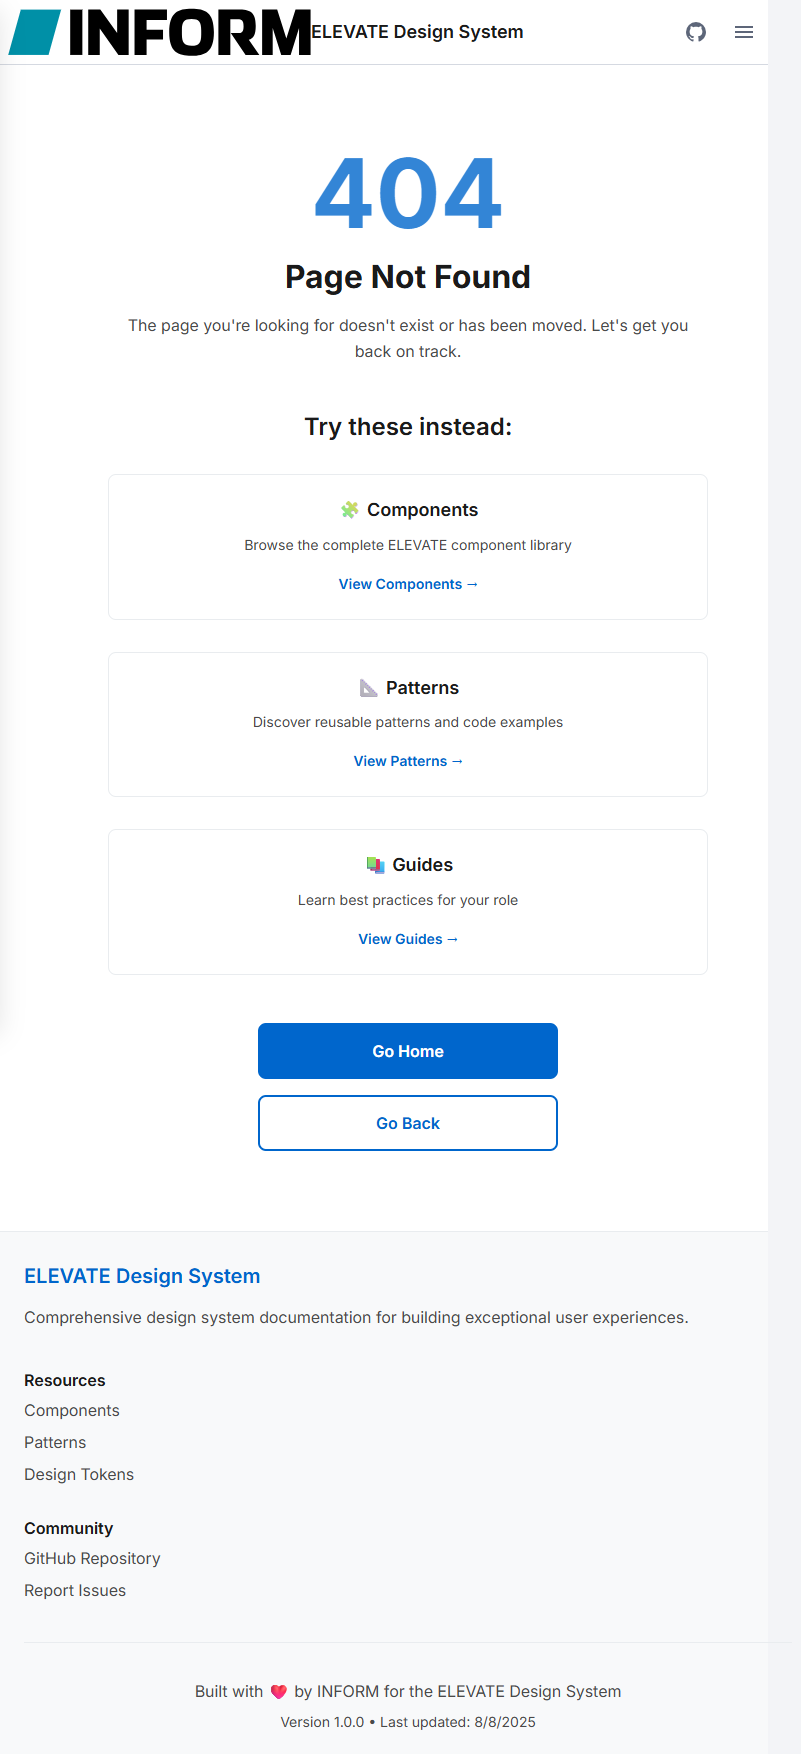 INFORM ELEVATE Design System
404
Page Not Found
The page you're looking for doesn't exist or has been moved. Let's get you
back on track.
Try these instead:
🧩 Components
Browse the complete ELEVATE component library
View Components →
📐 Patterns
Discover reusable patterns and code examples
View Patterns →
📚 Guides
Learn best practices for your role
View Guides →
Go Home
Go Back
ELEVATE Design System
Comprehensive design system documentation for building exceptional user experiences.
Resources
Components
Patterns
Design Tokens
Community
GitHub Repository
Report Issues
Built with ❤️ by INFORM for the ELEVATE Design System
Version 1.0.0 • Last updated: 8/8/2025